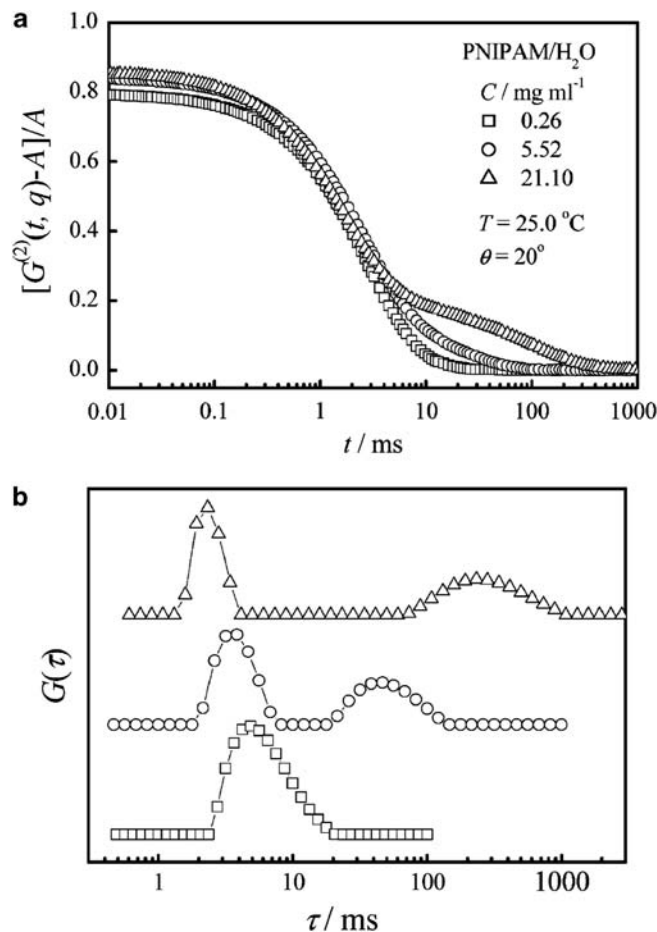 a
[G⁽²⁾(t, q)-A]/A
0.8
0.6
0.4
0.2
0.0
PNIPAM/H₂O
C / mg ml⁻¹
□ 0.26
○ 5.52
△ 21.10
T = 25.0 °C
θ = 20°
0.01 0.1 1 10 100 1000
t / ms
b
G(τ)
1 10 100 1000
τ / ms